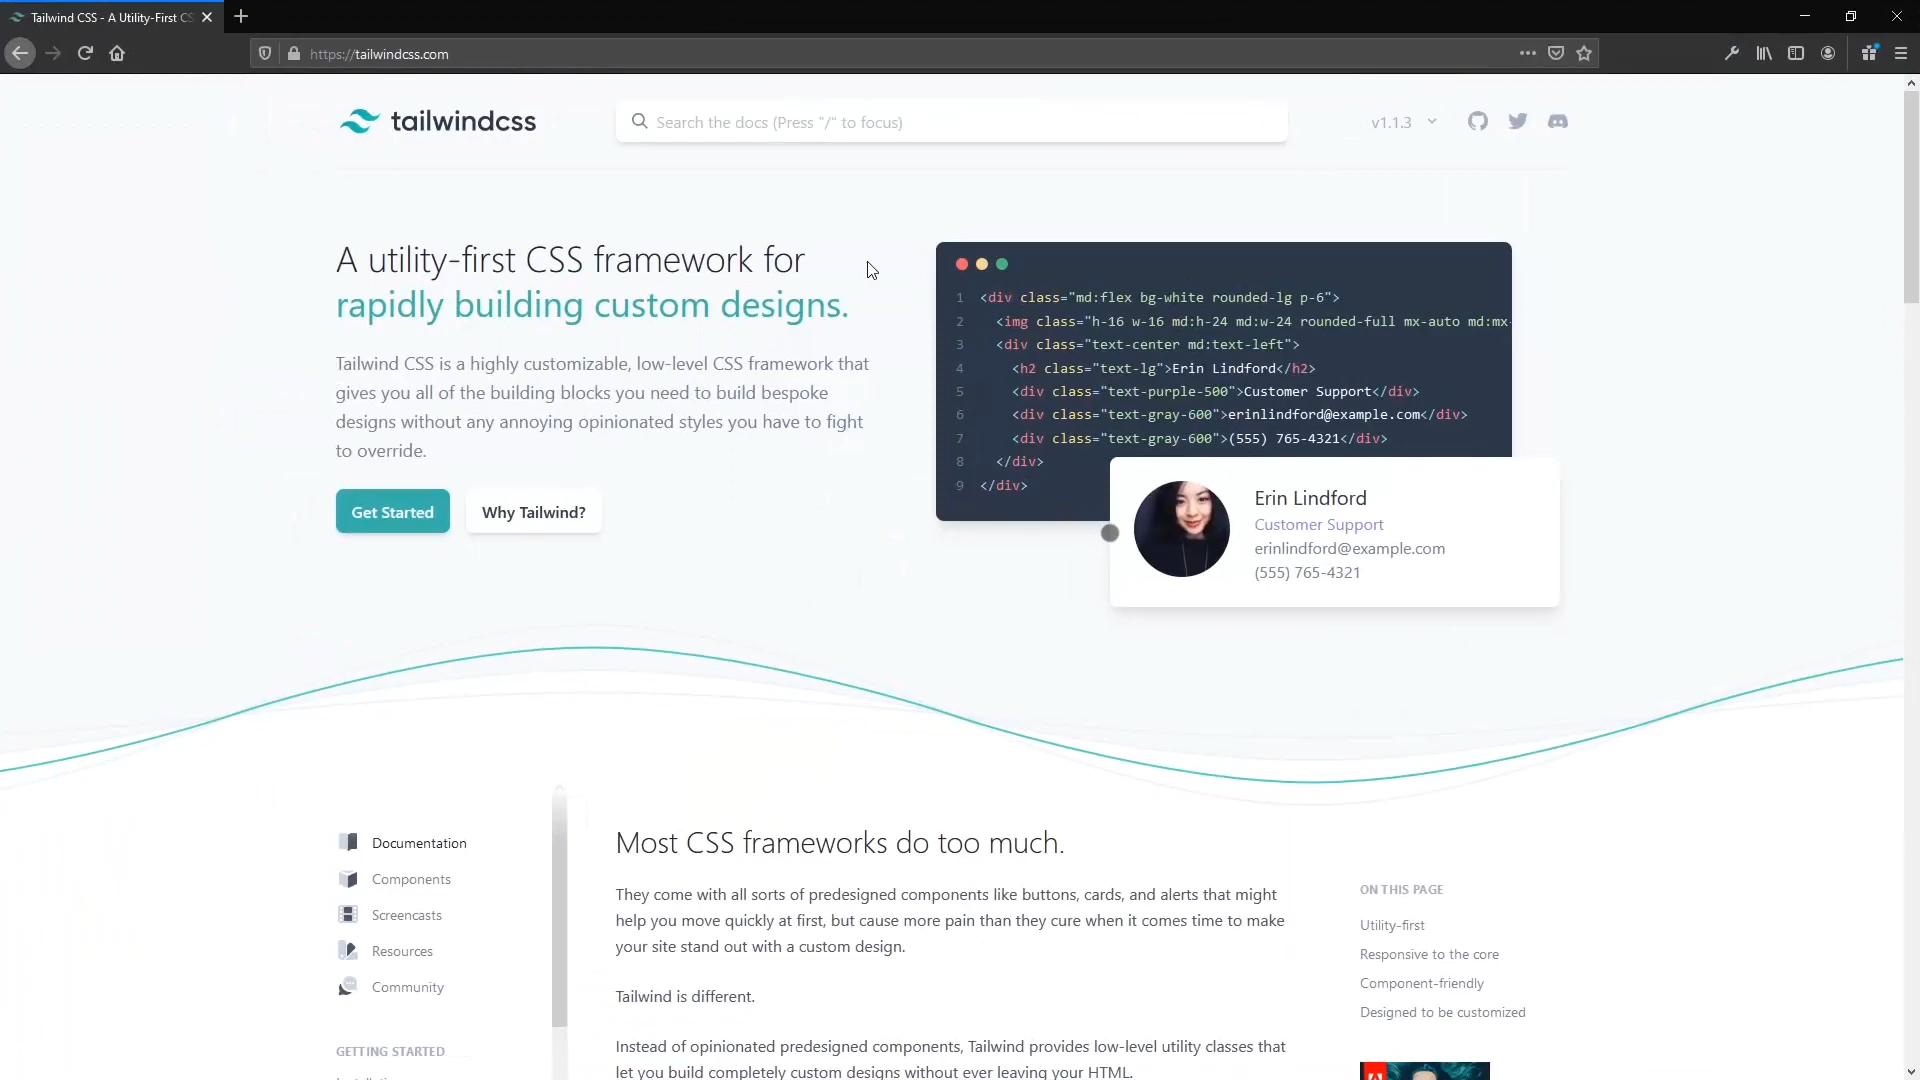 Tailwind CSS - A Utility-First CS
https://tailwindcss.com
tailwindcss
Search the docs (Press "/" to focus)
v1.1.3
A utility-first CSS framework for
rapidly building custom designs.
Tailwind CSS is a highly customizable, low-level CSS framework that
gives you all of the building blocks you need to build bespoke
designs without any annoying opinionated styles you have to fight
to override.
Get Started
Why Tailwind?
1 <div class="md:flex bg-white rounded-lg p-6">
2 <img class="h-16 w-16 md:h-24 md:w-24 rounded-full mx-auto md:mx-
3 <div class="text-center md:text-left">
4 <h2 class="text-lg">Erin Lindford</h2>
5 <div class="text-purple-500">Customer Support</div>
6 <div class="text-gray-600">erinlindford@example.com</div>
7 <div class="text-gray-600">(555) 765-4321</div>
8 </div>
9 </div>
Erin Lindford
Customer Support
erinlindford@example.com
(555) 765-4321
Documentation
Components
Screencasts
Resources
Community
GETTING STARTED
Most CSS frameworks do too much.
They come with all sorts of predesigned components like buttons, cards, and alerts that might
help you move quickly at first, but cause more pain than they cure when it comes time to make
your site stand out with a custom design.
Tailwind is different.
Instead of opinionated predesigned components, Tailwind provides low-level utility classes that
let you build completely custom designs without ever leaving your HTML.
ON THIS PAGE
Utility-first
Responsive to the core
Component-friendly
Designed to be customized